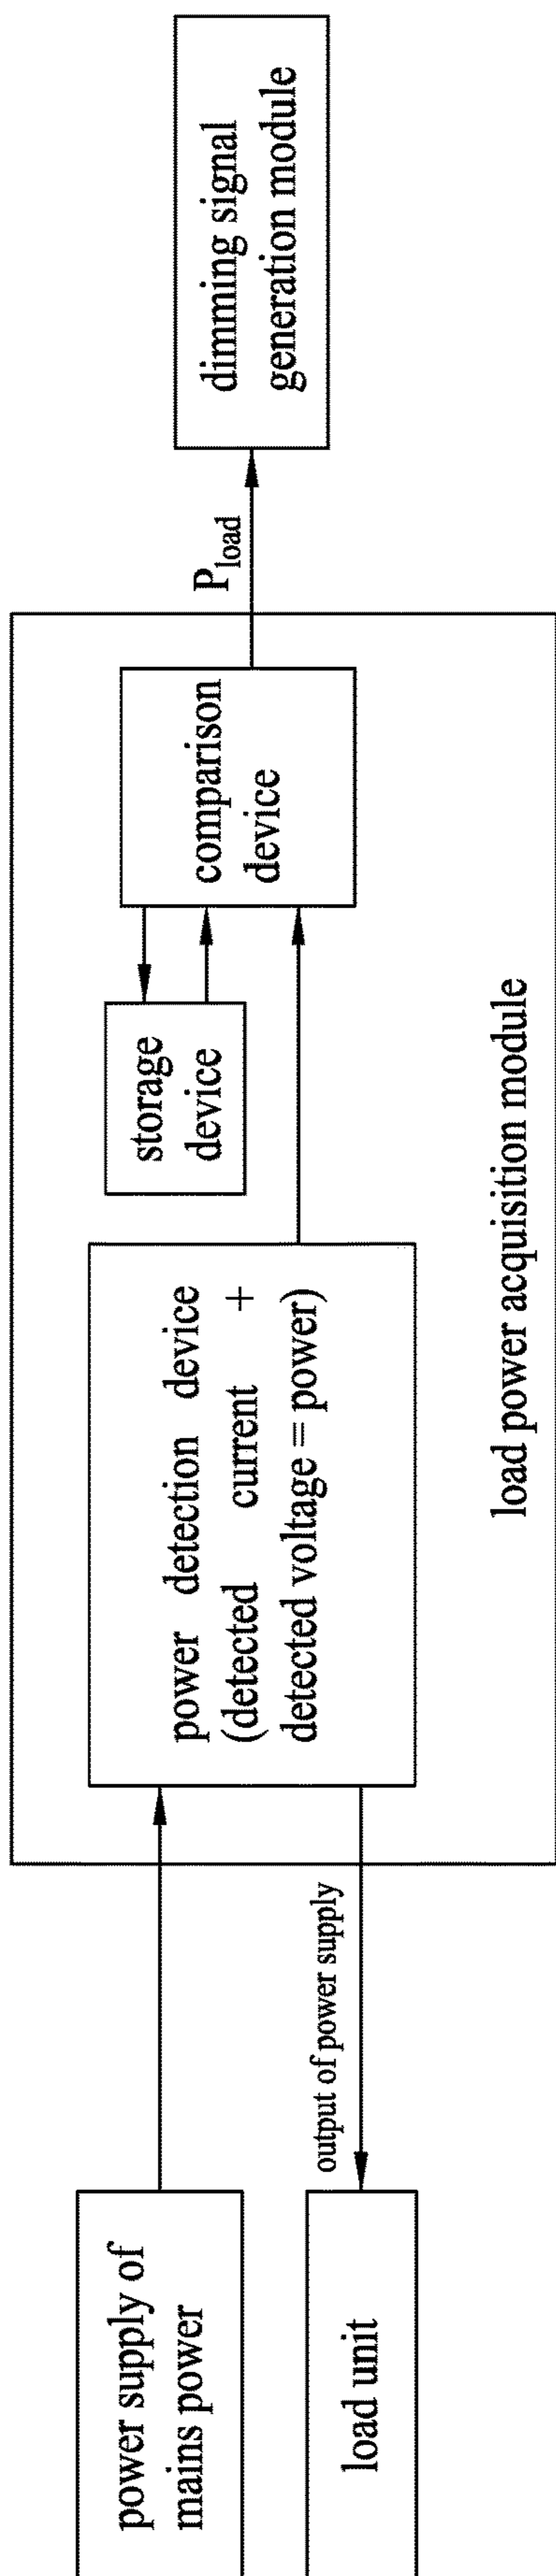 power supply of
mains power
load unit
output of power supply
power detection device
(detected current +
detected voltage = power)
storage
device
comparison
device
load power acquisition module
P_load
dimming signal
generation module